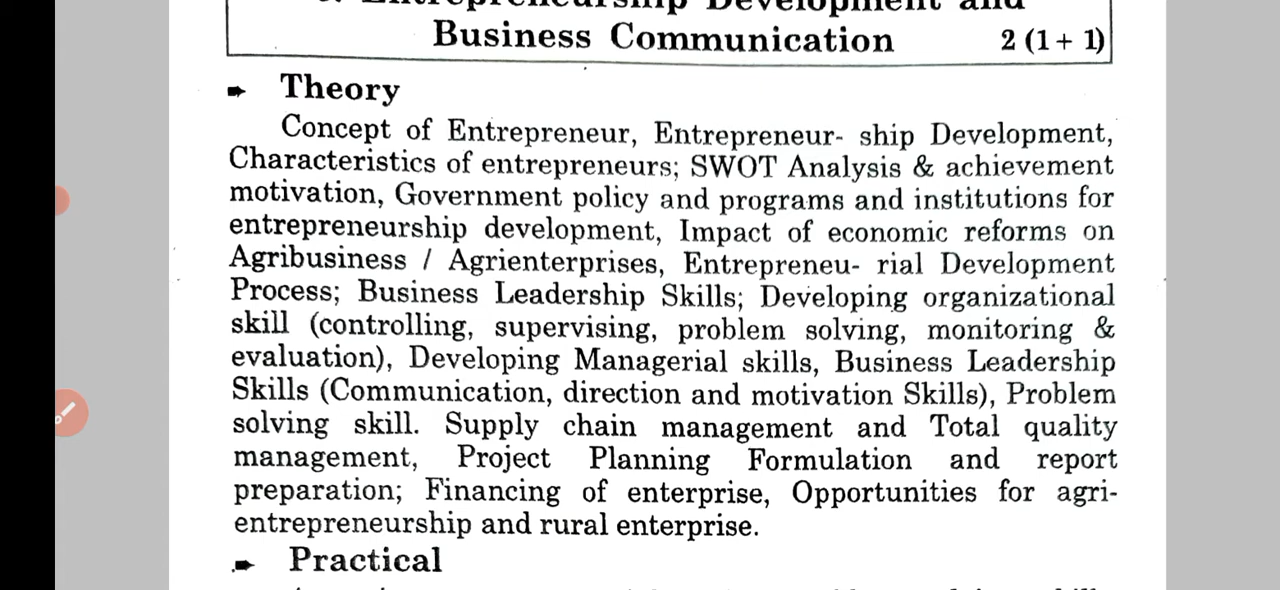 Entrepreneurship Development and
Business Communication 2 (1 + 1)
Theory
Concept of Entrepreneur, Entrepreneur- ship Development,
Characteristics of entrepreneurs; SWOT Analysis & achievement
motivation, Government policy and programs and institutions for
entrepreneurship development, Impact of economic reforms on
Agribusiness / Agrienterprises, Entrepreneu- rial Development
Process; Business Leadership Skills; Developing organizational
skill (controlling, supervising, problem solving, monitoring &
evaluation), Developing Managerial skills, Business Leadership
Skills (Communication, direction and motivation Skills), Problem
solving skill. Supply chain management and Total quality
management, Project Planning Formulation and report
preparation; Financing of enterprise, Opportunities for agri-
entrepreneurship and rural enterprise.
Practical